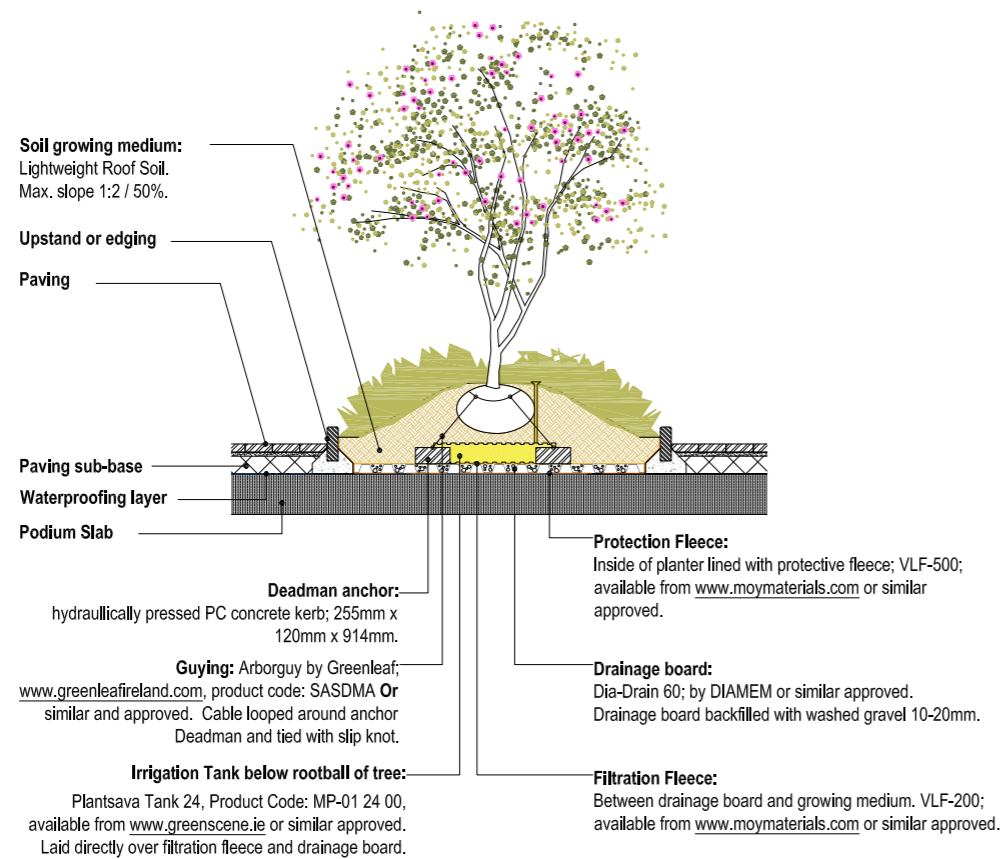 Soil growing medium:
Lightweight Roof Soil.
Max. slope 1:2 / 50%.
Upstand or edging
Paving
Paving sub-base
Waterproofing layer
Podium Slab
Deadman anchor:
hydraullically pressed PC concrete kerb; 255mm x
120mm x 914mm.
Guying: Arborguy by Greenleaf;
www.greenleafireland.com, product code: SASDMA Or
similar and approved. Cable looped around anchor
Deadman and tied with slip knot.
Irrigation Tank below rootball of tree:
Plantsava Tank 24, Product Code: MP-01 24 00,
available from www.greenscene.ie or similar approved.
Laid directly over filtration fleece and drainage board.
Protection Fleece:
Inside of planter lined with protective fleece; VLF-500;
available from www.moymaterials.com or similar
approved.
Drainage board:
Dia-Drain 60; by DIAMEM or similar approved.
Drainage board backfilled with washed gravel 10-20mm.
Filtration Fleece:
Between drainage board and growing medium. VLF-200;
available from www.moymaterials.com or similar approved.